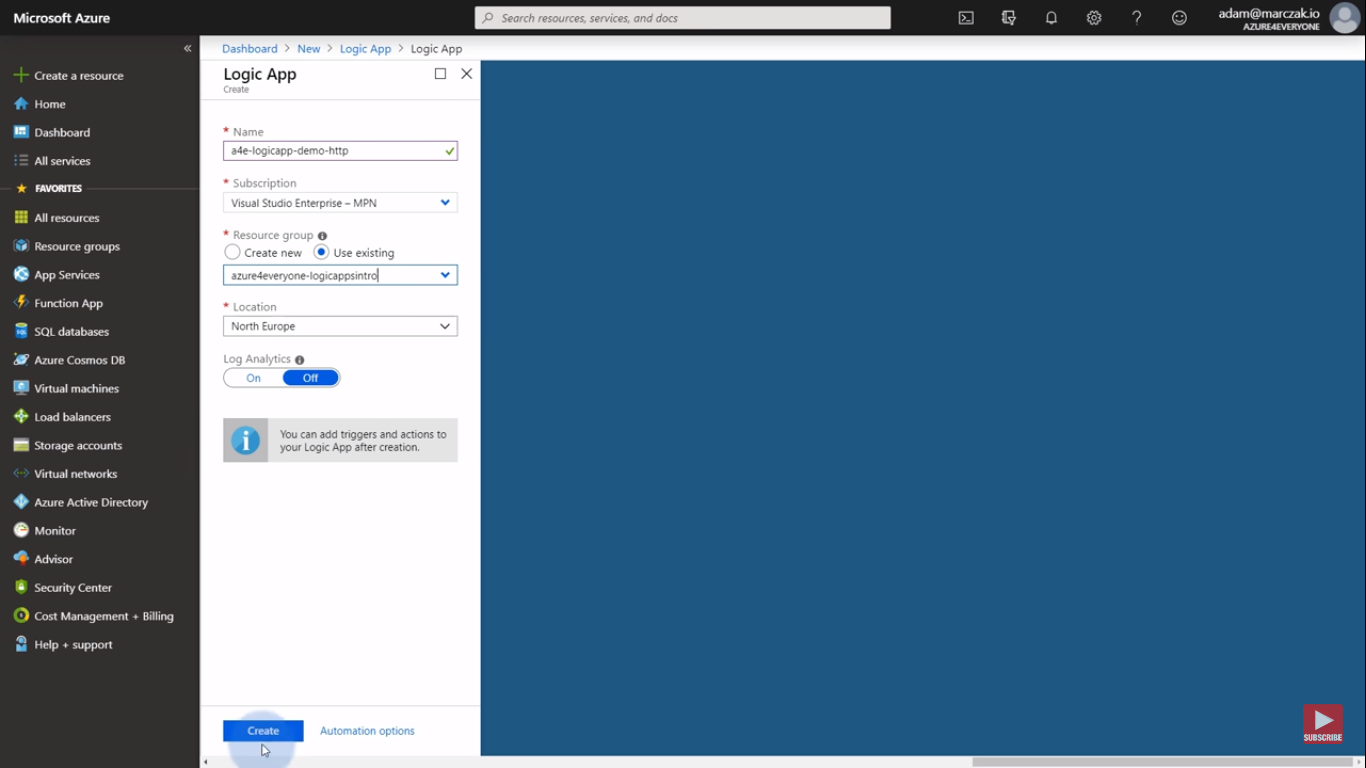 Microsoft Azure
Search resources, services, and docs
adam@marczak.io
AZURE4EVERYONE
«
Create a resource
Home
Dashboard
All services
FAVORITES
All resources
Resource groups
App Services
Function App
SQL databases
Azure Cosmos DB
Virtual machines
Load balancers
Storage accounts
Virtual networks
Azure Active Directory
Monitor
Advisor
Security Center
Cost Management + Billing
Help + support
Dashboard > New > Logic App > Logic App
Logic App
Create
* Name
a4e-logicapp-demo-http
* Subscription
Visual Studio Enterprise – MPN
* Resource group
Create new Use existing
azure4everyone-logicappsintro
* Location
North Europe
Log Analytics
On Off
You can add triggers and actions to
your Logic App after creation.
Create Automation options
SUBSCRIBE